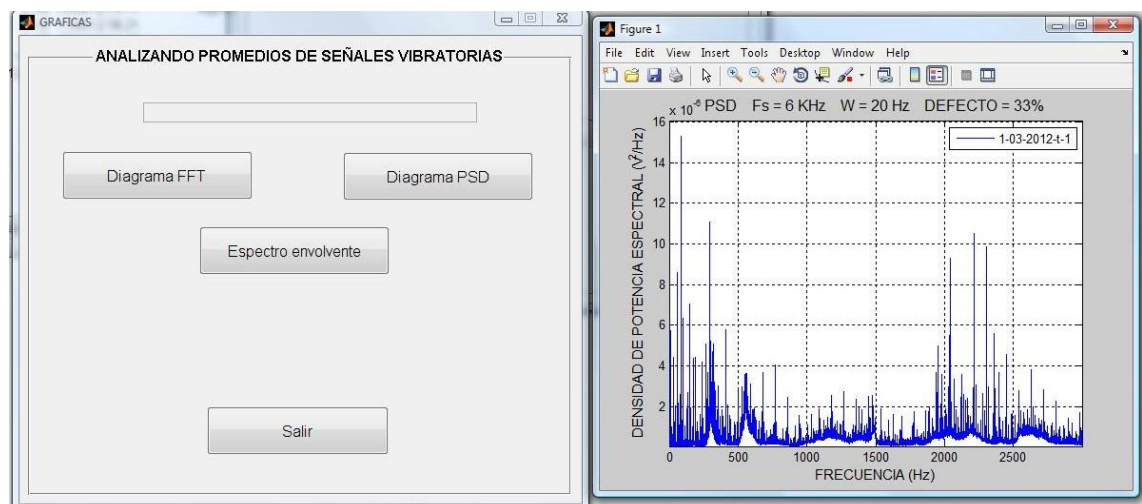 GRAFICAS
ANALIZANDO PROMEDIOS DE SEÑALES VIBRATORIAS
Diagrama FFT
Diagrama PSD
Espectro envolvente
Salir
Figure 1
File Edit View Insert Tools Desktop Window Help
x 10^-6 PSD Fs = 6 KHz W = 20 Hz DEFECTO = 33%
1-03-2012-t-1
DENSIDAD DE POTENCIA ESPECTRAL (V²/Hz)
16
14
12
10
8
6
4
2
0 500 1000 1500 2000 2500
FRECUENCIA (Hz)